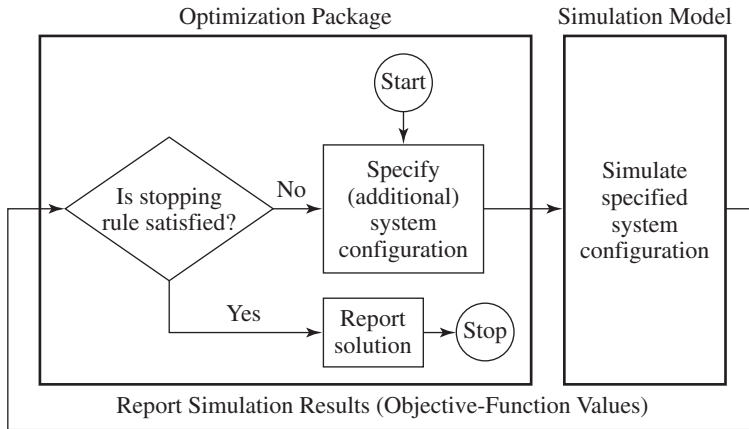 Optimization Package
Simulation Model
Start
Is stopping
rule satisfied?
No
Specify
(additional)
system
configuration
Simulate
specified
system
configuration
Yes
Report
solution
Stop
Report Simulation Results (Objective-Function Values)